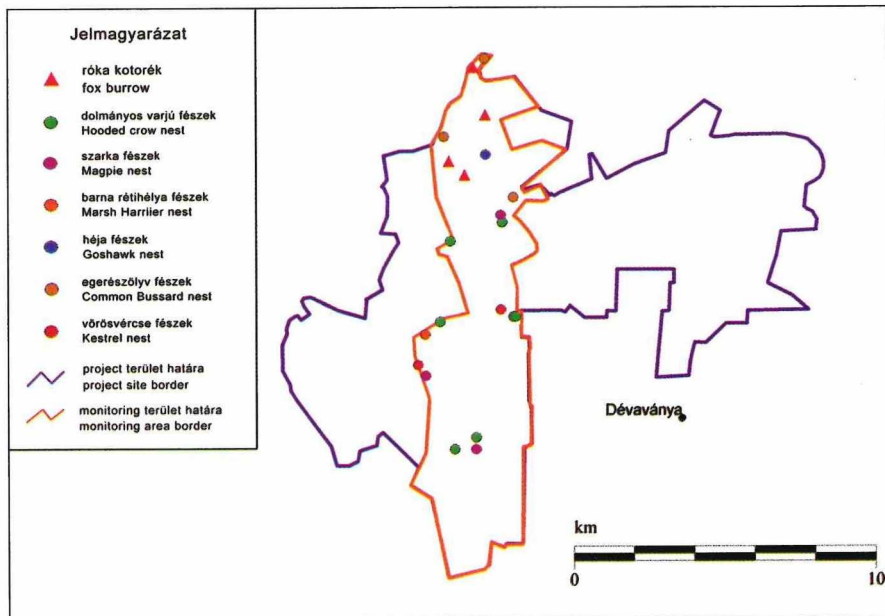 Jelmagyarázat
róka kotorék
fox burrow
dolmányos varjú fészek
Hooded crow nest
szarka fészek
Magpie nest
barna rétihélya fészek
Marsh Harriier nest
héja fészek
Goshawk nest
egerészölyv fészek
Common Bussard nest
vörösvércse fészek
Kestrel nest
project terület határa
project site border
monitoring terület határa
monitoring area border
Dévaványa
km
0
10